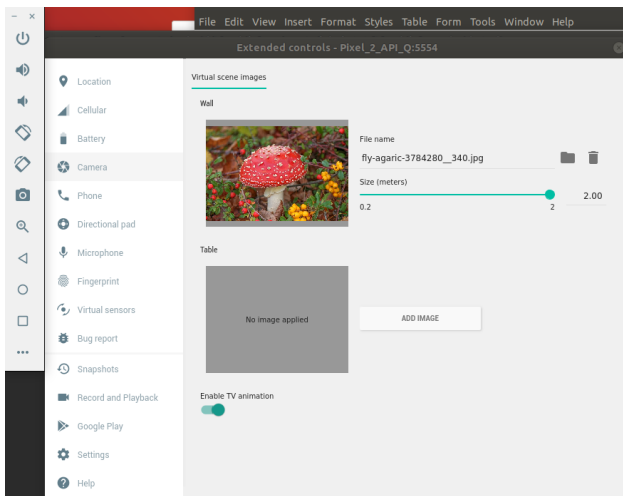 File Edit View Insert Format Styles Table Form Tools Window Help
Extended controls - Pixel_2_API_Q:5554
Location
Cellular
Battery
Camera
Phone
Directional pad
Microphone
Fingerprint
Virtual sensors
Bug report
Snapshots
Record and Playback
Google Play
Settings
Help
Virtual scene images
Wall
File name
fly-agaric-3784280__340.jpg
Size (meters)
2.00
0.2 2
Table
No image applied
ADD IMAGE
Enable TV animation